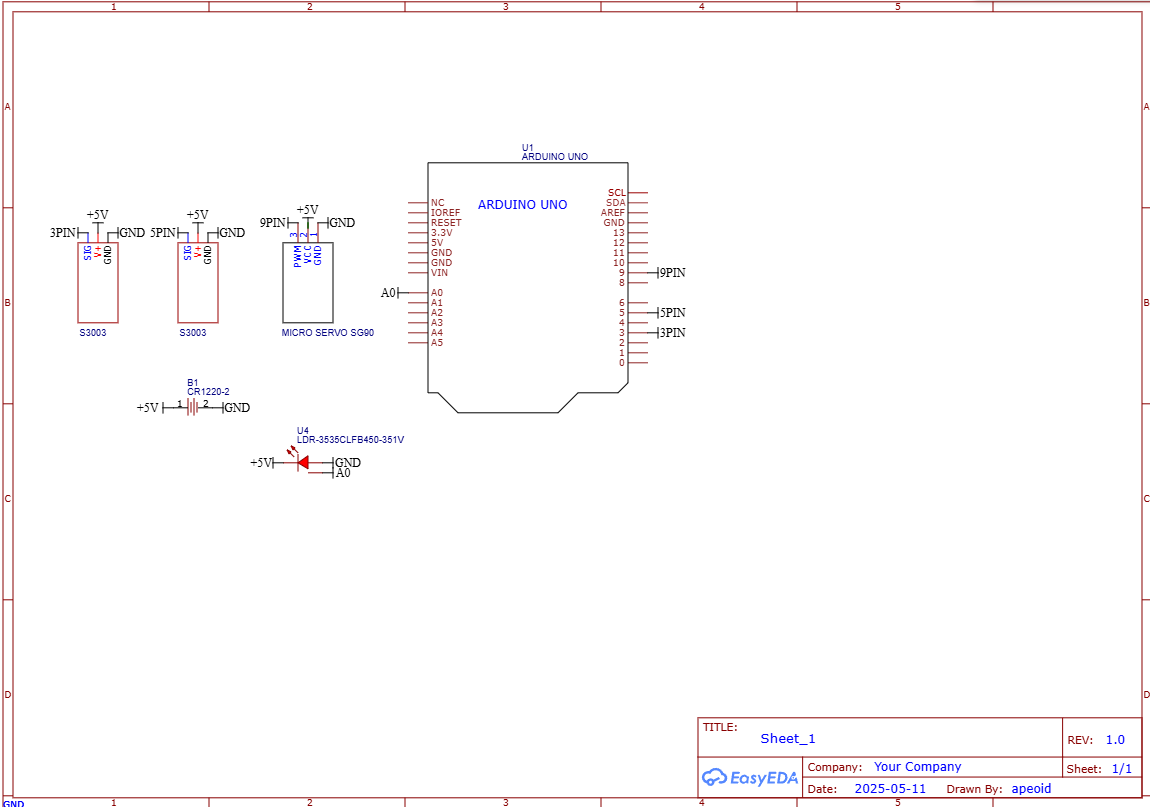 1 2 3 4 5
A A
U1
ARDUINO UNO
ARDUINO UNO
NC
IOREF
RESET
3.3V
5V
GND
GND
VIN
A0 A0
A1
A2
A3
A4
A5
SCL
SDA
AREF
GND
13
12
11
10
9 9PIN
8
6
5 5PIN
4
3 3PIN
2
1
0
+5V
3PIN GND
SIG V+ GND
S3003
+5V
5PIN GND
SIG V+ GND
S3003
+5V
9PIN GND
3 2 1
PWM VCC GND
MICRO SERVO SG90
B B
B1
CR1220-2
+5V 1 2 GND
U4
LDR-3535CLFB450-351V
+5V GND
A0
C C
D D
TITLE:
Sheet_1
REV: 1.0
EasyEDA
Company: Your Company
Sheet: 1/1
Date: 2025-05-11 Drawn By: apeoid
GND
1 2 3 4 5